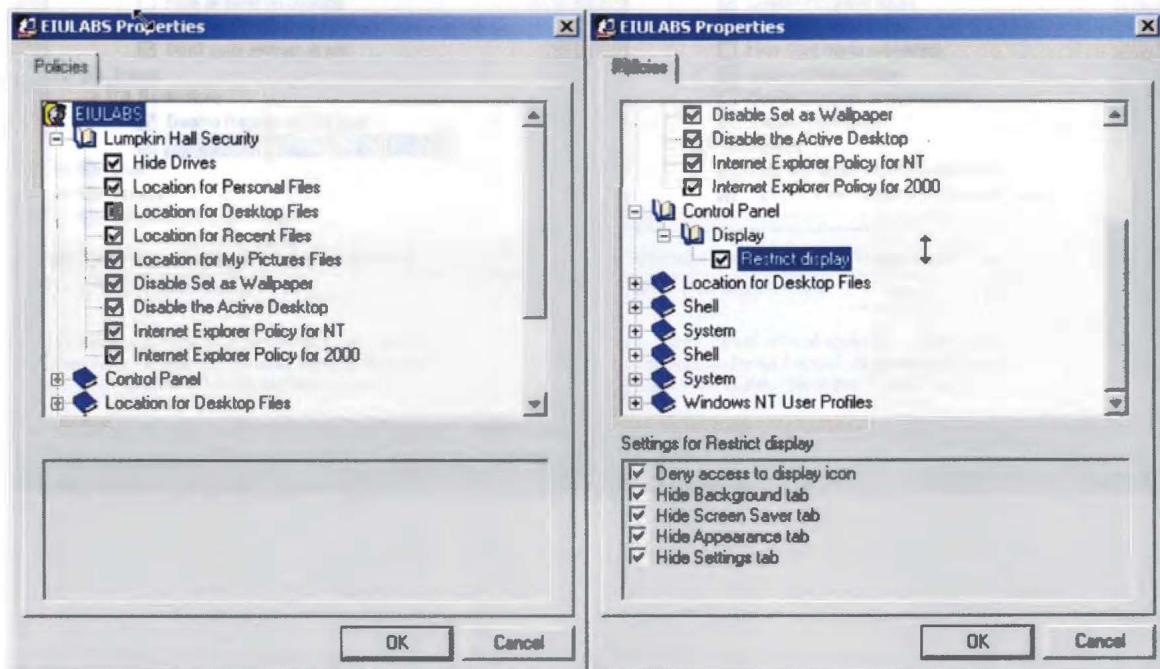 EIULABS Properties
Policies
EIULABS
Lumpkin Hall Security
Hide Drives
Location for Personal Files
Location for Desktop Files
Location for Recent Files
Location for My Pictures Files
Disable Set as Wallpaper
Disable the Active Desktop
Internet Explorer Policy for NT
Internet Explorer Policy for 2000
Control Panel
Location for Desktop Files
OK
Cancel
EIULABS Properties
Policies
Disable Set as Wallpaper
Disable the Active Desktop
Internet Explorer Policy for NT
Internet Explorer Policy for 2000
Control Panel
Display
Restrict display
Location for Desktop Files
Shell
System
Shell
System
Windows NT User Profiles
Settings for Restrict display
Deny access to display icon
Hide Background tab
Hide Screen Saver tab
Hide Appearance tab
Hide Settings tab
OK
Cancel